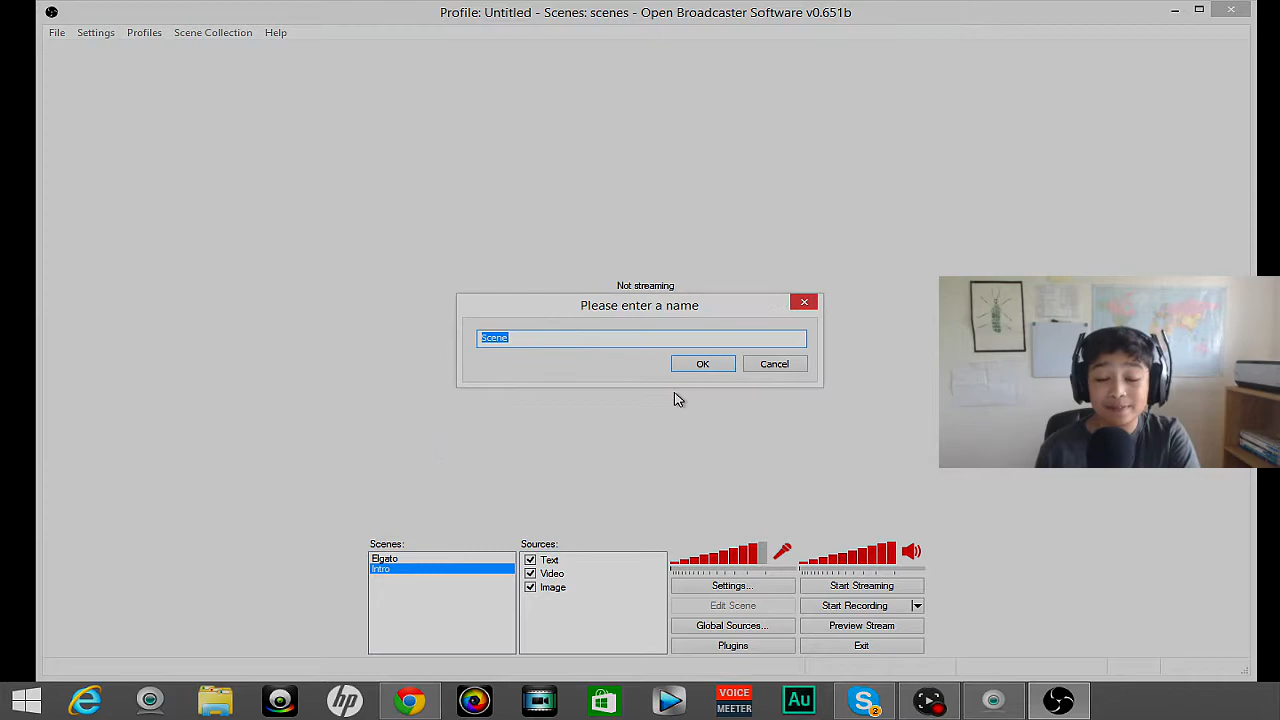 Profile: Untitled - Scenes: scenes - Open Broadcaster Software v0.651b
File Settings Profiles Scene Collection Help
Not streaming
Please enter a name
Scene
OK Cancel
Scenes: Sources:
Elgato
Intro
Text
Video
Image
Settings... Start Streaming
Edit Scene Start Recording
Global Sources... Preview Stream
Plugins Exit
hp
VOICE
MEETER
Au
S
2